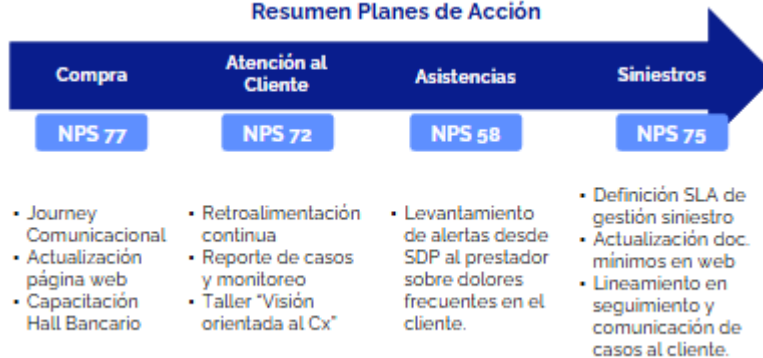 Resumen Planes de Acción
Compra
Atención al
Cliente
Asistencias
Siniestros
NPS 77
NPS 72
NPS 58
NPS 75
▪ Journey
Comunicacional
▪ Actualización
página web
▪ Capacitación
Hall Bancario
▪ Retroalimentación
continua
▪ Reporte de casos
y monitoreo
▪ Taller "Visión
orientada al Cx"
▪ Levantamiento
de alertas desde
SDP al prestador
sobre dolores
frecuentes en el
cliente.
▪ Definición SLA de
gestión siniestro
▪ Actualización doc.
mínimos en web
▪ Lineamiento en
seguimiento y
comunicación de
casos al cliente.